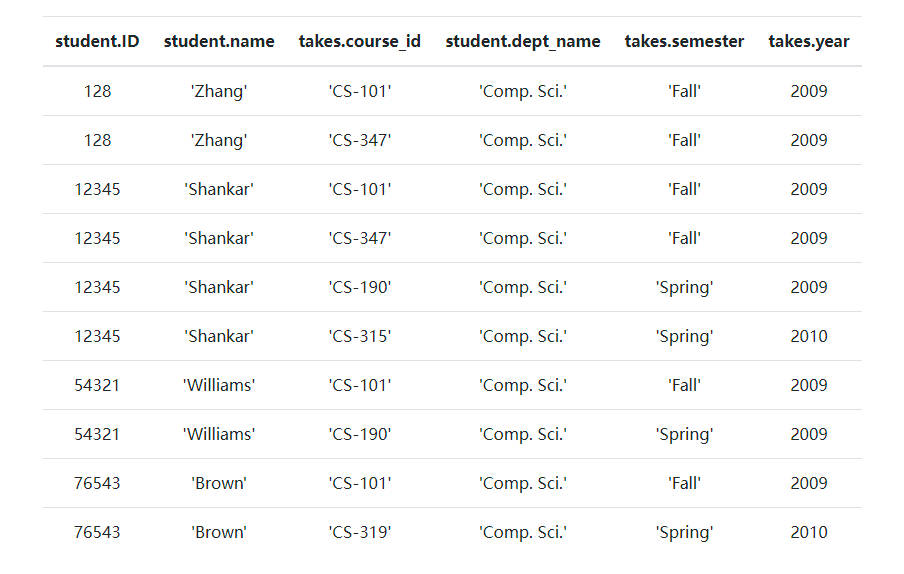 student.ID student.name takes.course_id student.dept_name takes.semester takes.year
128 'Zhang' 'CS-101' 'Comp. Sci.' 'Fall' 2009
128 'Zhang' 'CS-347' 'Comp. Sci.' 'Fall' 2009
12345 'Shankar' 'CS-101' 'Comp. Sci.' 'Fall' 2009
12345 'Shankar' 'CS-347' 'Comp. Sci.' 'Fall' 2009
12345 'Shankar' 'CS-190' 'Comp. Sci.' 'Spring' 2009
12345 'Shankar' 'CS-315' 'Comp. Sci.' 'Spring' 2010
54321 'Williams' 'CS-101' 'Comp. Sci.' 'Fall' 2009
54321 'Williams' 'CS-190' 'Comp. Sci.' 'Spring' 2009
76543 'Brown' 'CS-101' 'Comp. Sci.' 'Fall' 2009
76543 'Brown' 'CS-319' 'Comp. Sci.' 'Spring' 2010